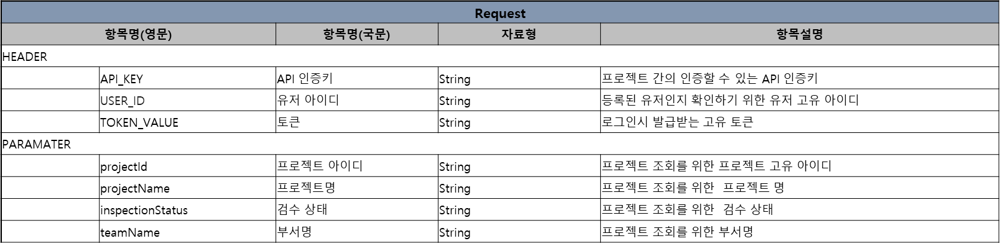 Request
항목명(영문) 항목명(국문) 자료형 항목설명
HEADER
API_KEY API 인증키 String 프로젝트 간의 인증할 수 있는 API 인증키
USER_ID 유저 아이디 String 등록된 유저인지 확인하기 위한 유저 고유 아이디
TOKEN_VALUE 토큰 String 로그인시 발급받는 고유 토큰
PARAMATER
projectId 프로젝트 아이디 String 프로젝트 조회를 위한 프로젝트 고유 아이디
projectName 프로젝트명 String 프로젝트 조회를 위한 프로젝트 명
inspectionStatus 검수 상태 String 프로젝트 조회를 위한 검수 상태
teamName 부서명 String 프로젝트 조회를 위한 부서명